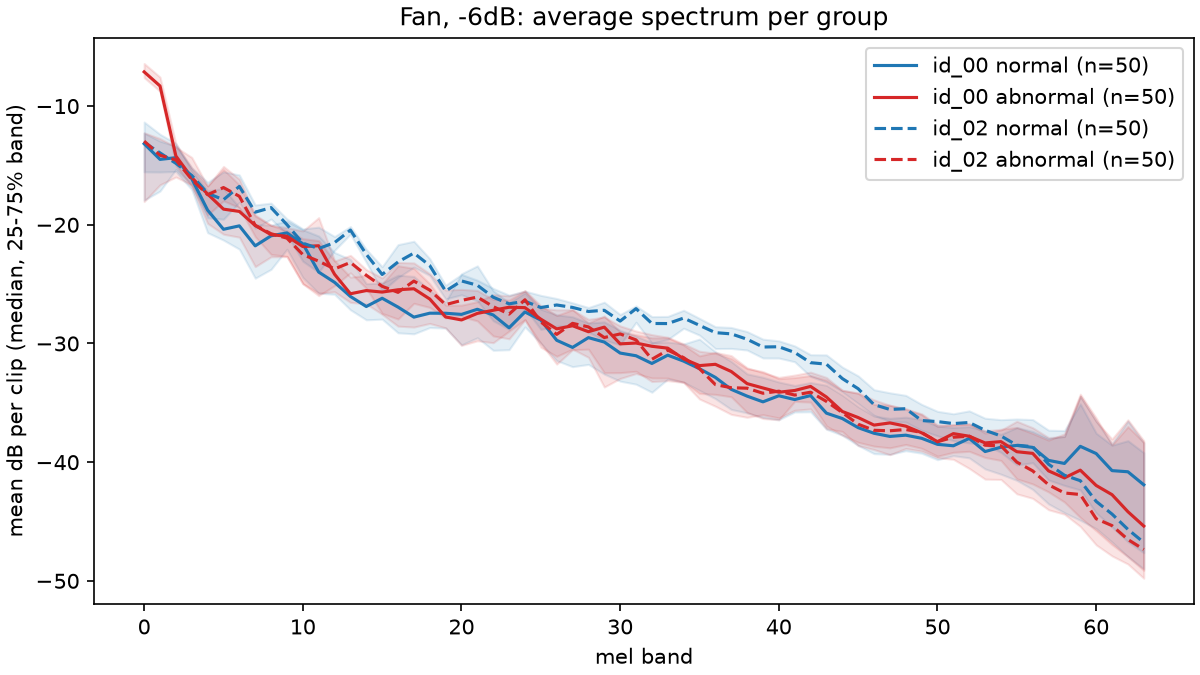 Fan, -6dB: average spectrum per group
id_00 normal (n=50)
id_00 abnormal (n=50)
id_02 normal (n=50)
id_02 abnormal (n=50)
mean dB per clip (median, 25-75% band)
−10
−20
−30
−40
−50
0 10 20 30 40 50 60
mel band